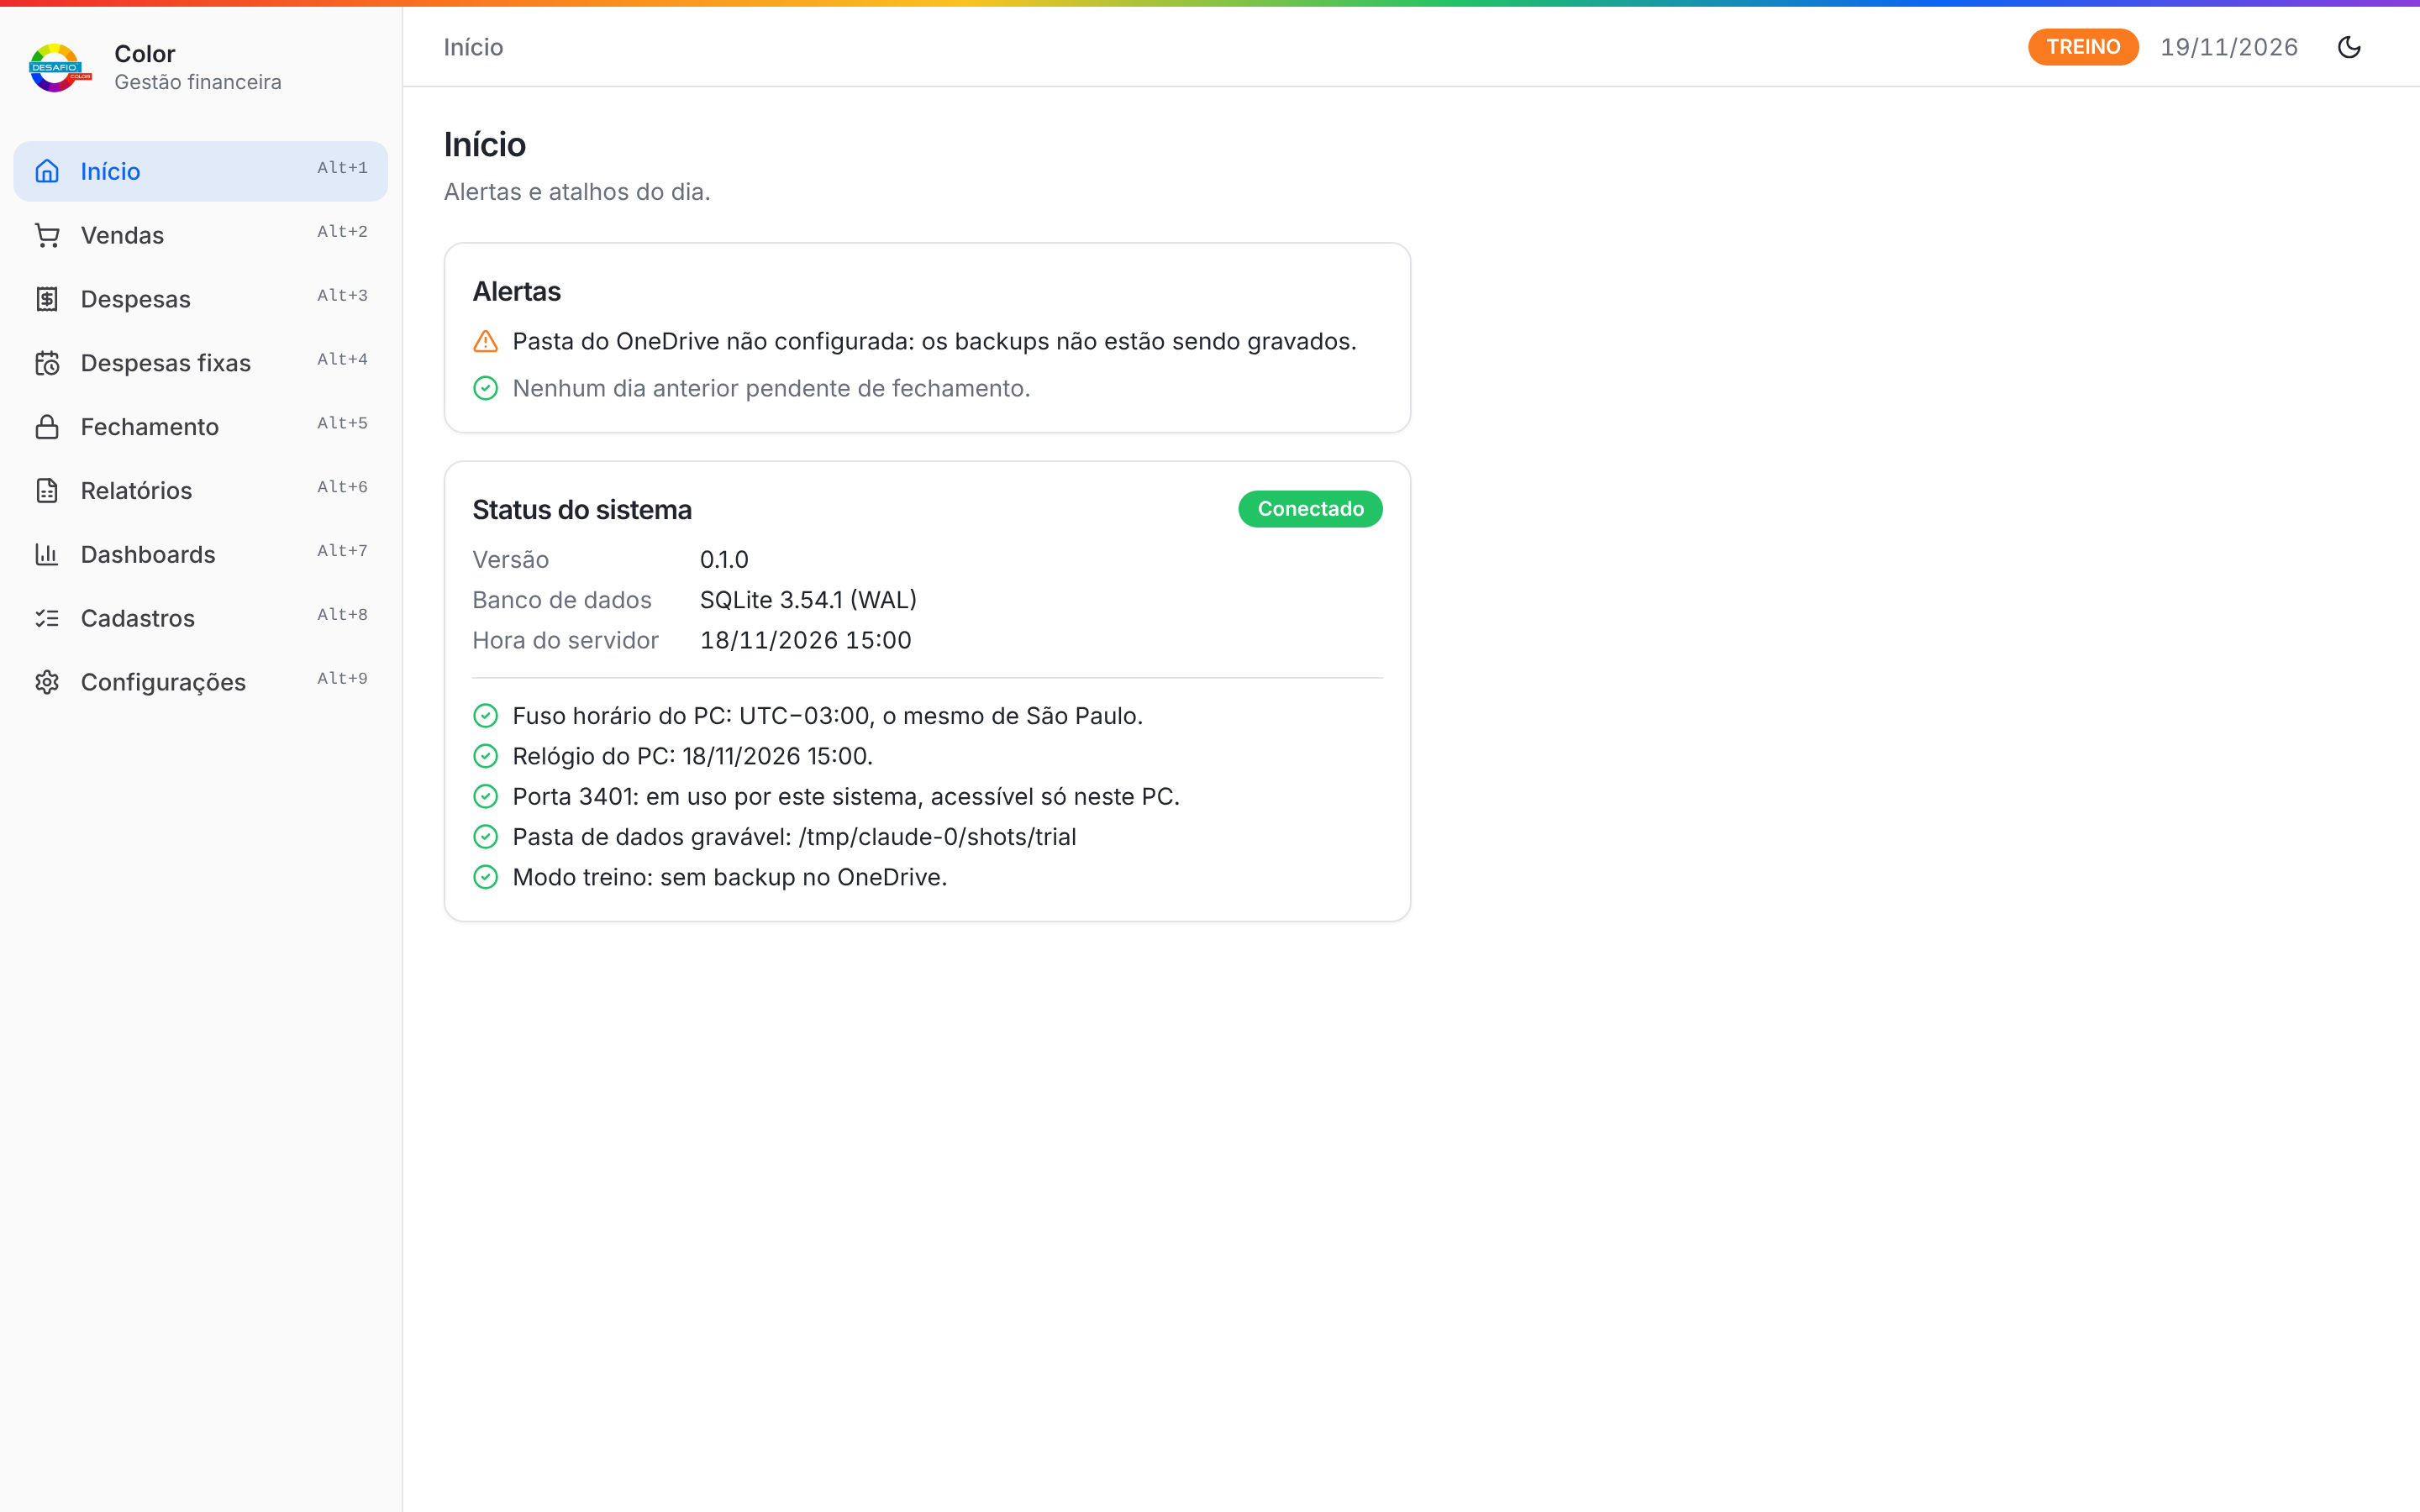 DESAFIO
COLOR
Color
Gestão financeira
Início Alt+1
Vendas Alt+2
Despesas Alt+3
Despesas fixas Alt+4
Fechamento Alt+5
Relatórios Alt+6
Dashboards Alt+7
Cadastros Alt+8
Configurações Alt+9
Início TREINO 19/11/2026
Início
Alertas e atalhos do dia.
Alertas
Pasta do OneDrive não configurada: os backups não estão sendo gravados.
Nenhum dia anterior pendente de fechamento.
Status do sistema Conectado
Versão 0.1.0
Banco de dados SQLite 3.54.1 (WAL)
Hora do servidor 18/11/2026 15:00
Fuso horário do PC: UTC−03:00, o mesmo de São Paulo.
Relógio do PC: 18/11/2026 15:00.
Porta 3401: em uso por este sistema, acessível só neste PC.
Pasta de dados gravável: /tmp/claude-0/shots/trial
Modo treino: sem backup no OneDrive.